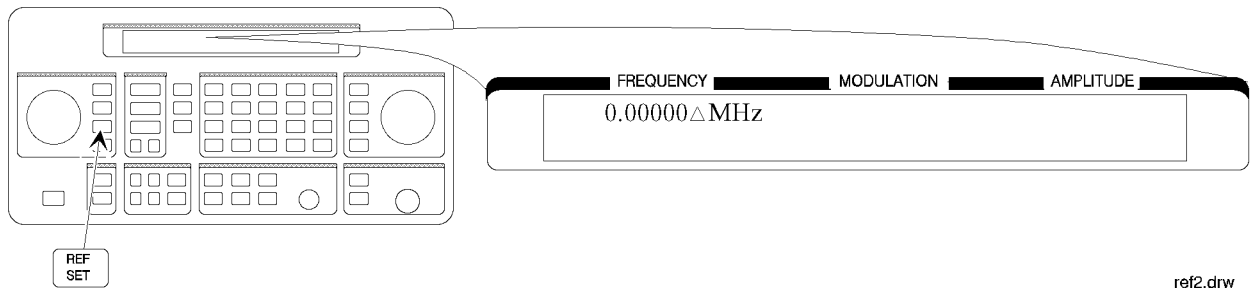 FREQUENCY MODULATION AMPLITUDE
0.00000△MHz
REF
SET
ref2.drw